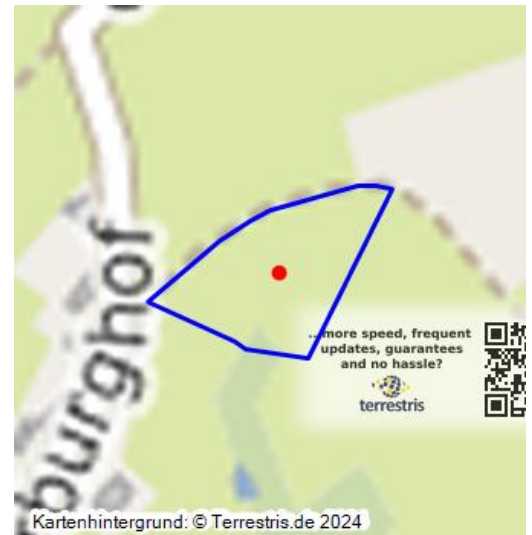 burghof
...more speed, frequent
updates, guarantees
and no hassle?
terrestris
Kartenhintergrund: © Terrestris.de 2024